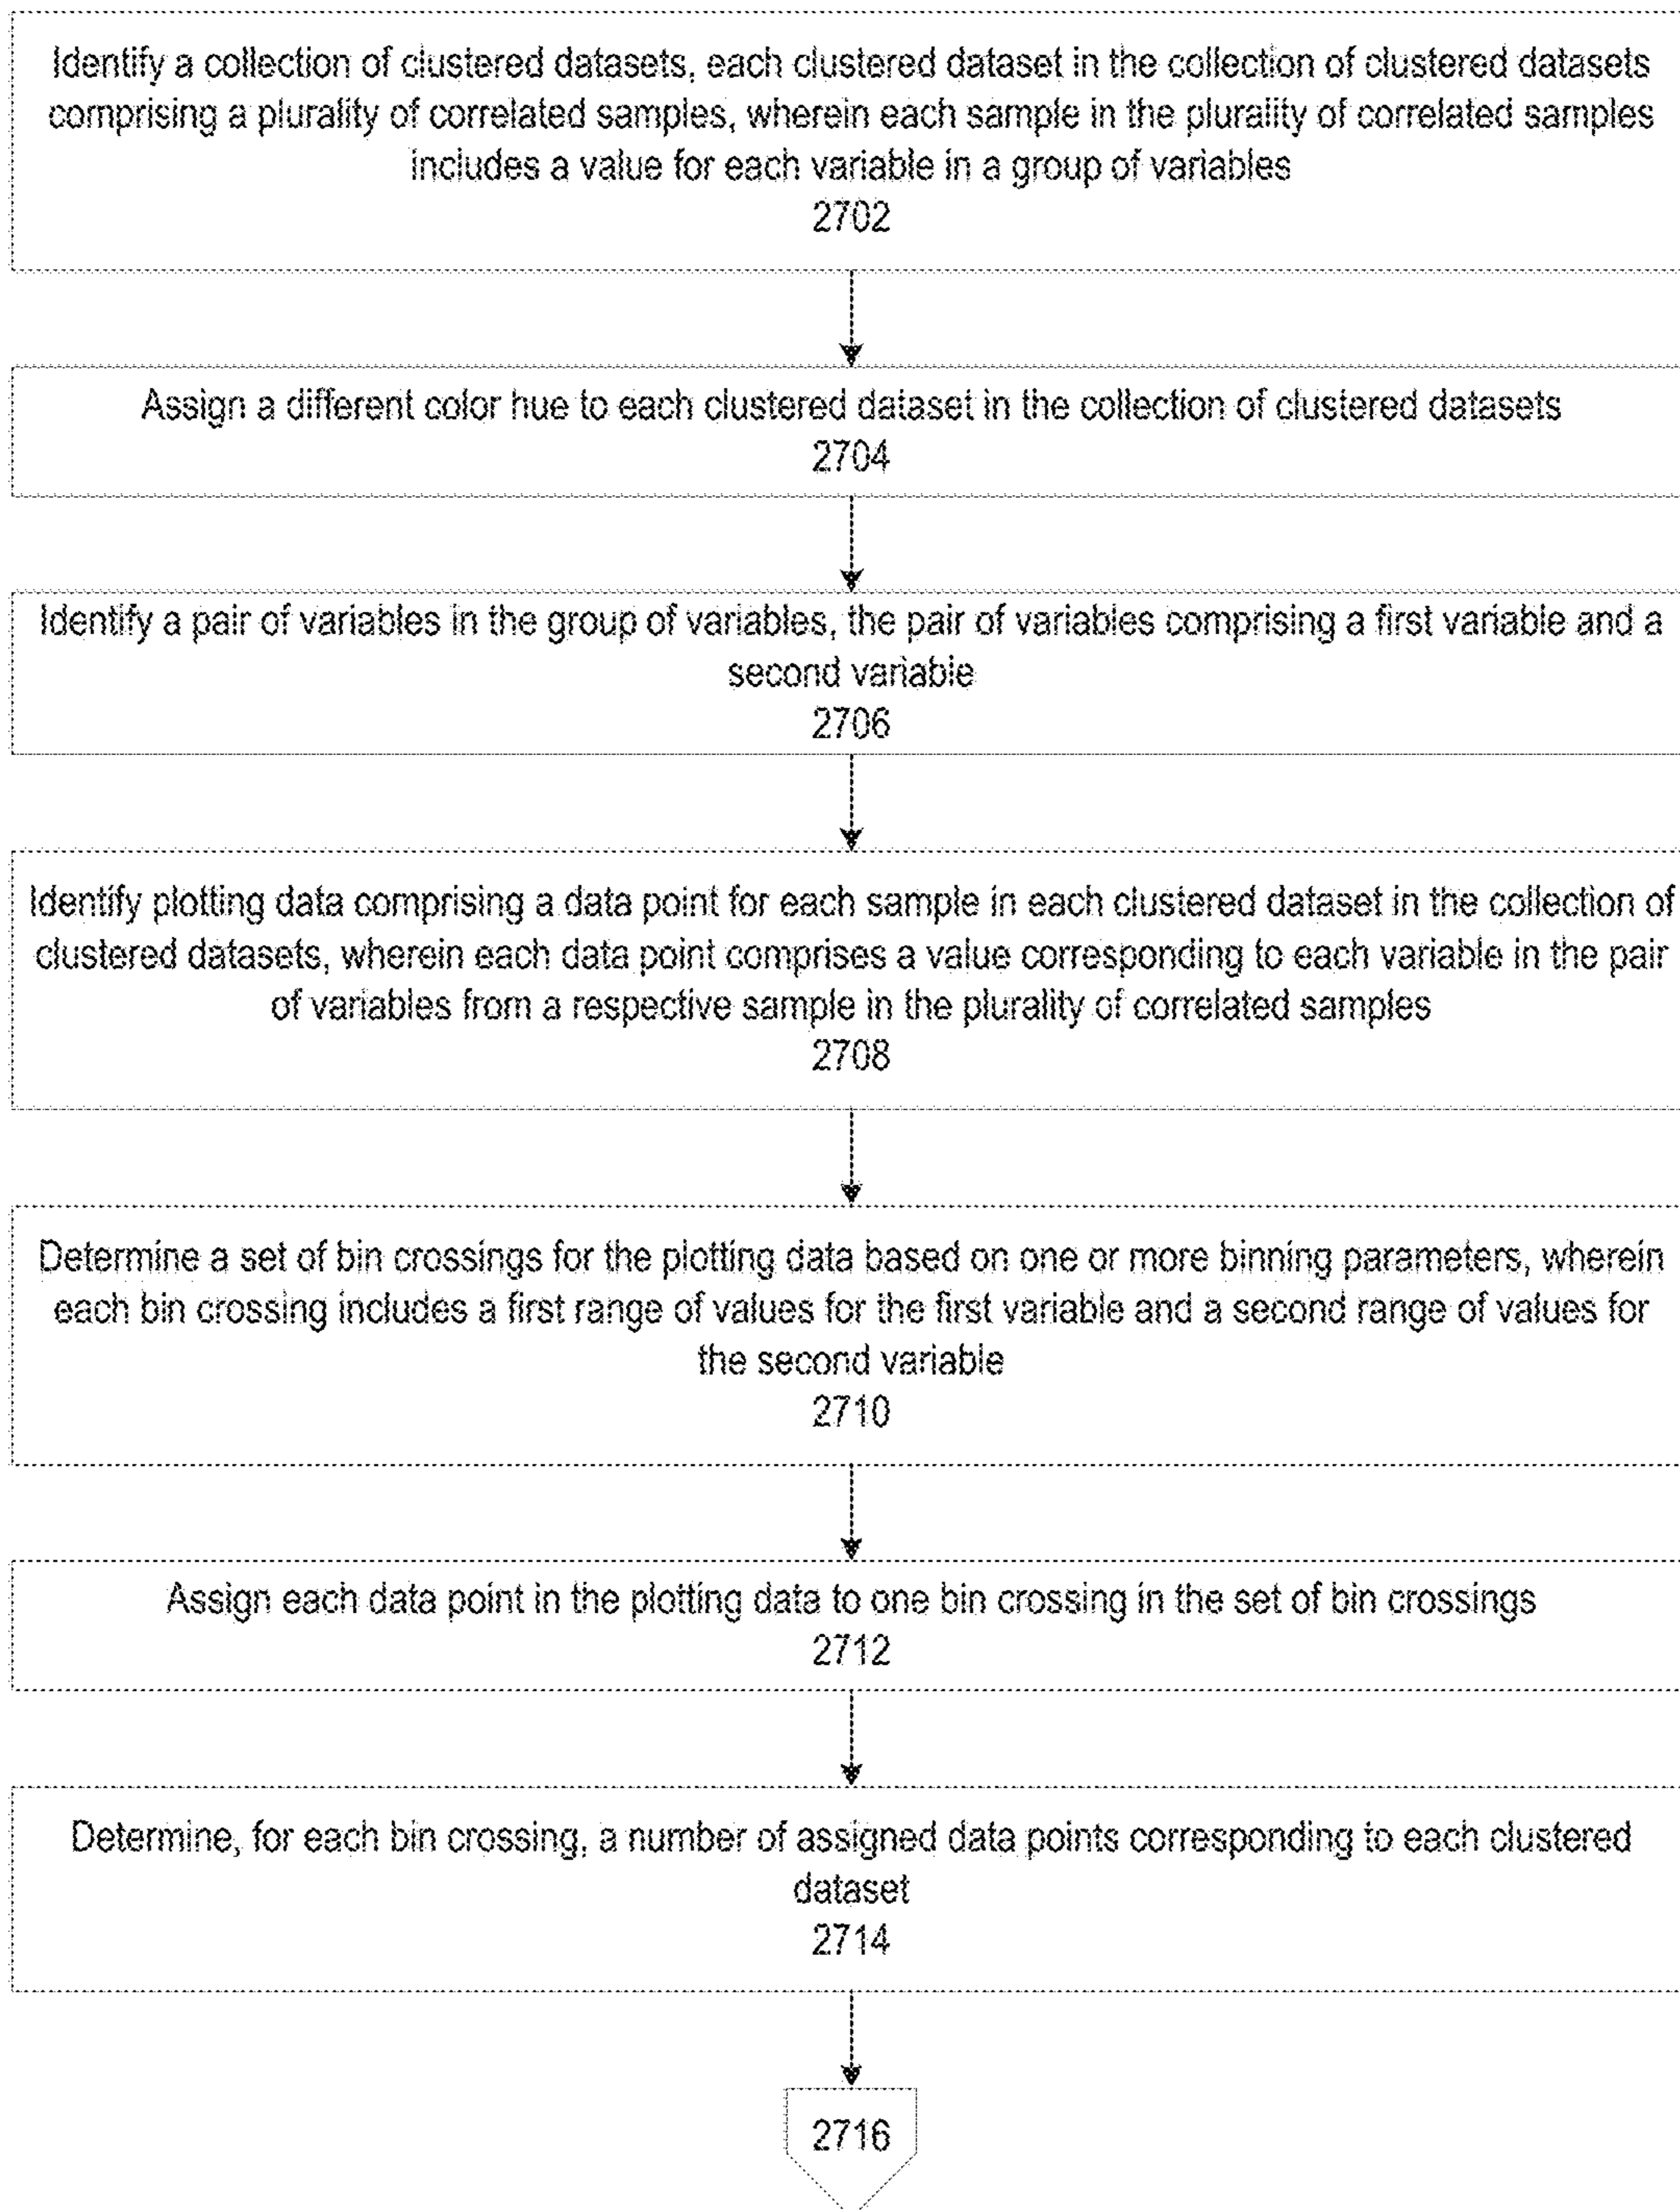 Identify a collection of clustered datasets, each clustered dataset in the collection of clustered datasets
comprising a plurality of correlated samples, wherein each sample in the plurality of correlated samples
includes a value for each variable in a group of variables
2702
Assign a different color hue to each clustered dataset in the collection of clustered datasets
2704
Identify a pair of variables in the group of variables, the pair of variables comprising a first variable and a
second variable
2706
Identify plotting data comprising a data point for each sample in each clustered dataset in the collection of
clustered datasets, wherein each data point comprises a value corresponding to each variable in the pair
of variables from a respective sample in the plurality of correlated samples
2708
Determine a set of bin crossings for the plotting data based on one or more binning parameters, wherein
each bin crossing includes a first range of values for the first variable and a second range of values for
the second variable
2710
Assign each data point in the plotting data to one bin crossing in the set of bin crossings
2712
Determine, for each bin crossing, a number of assigned data points corresponding to each clustered
dataset
2714
2716